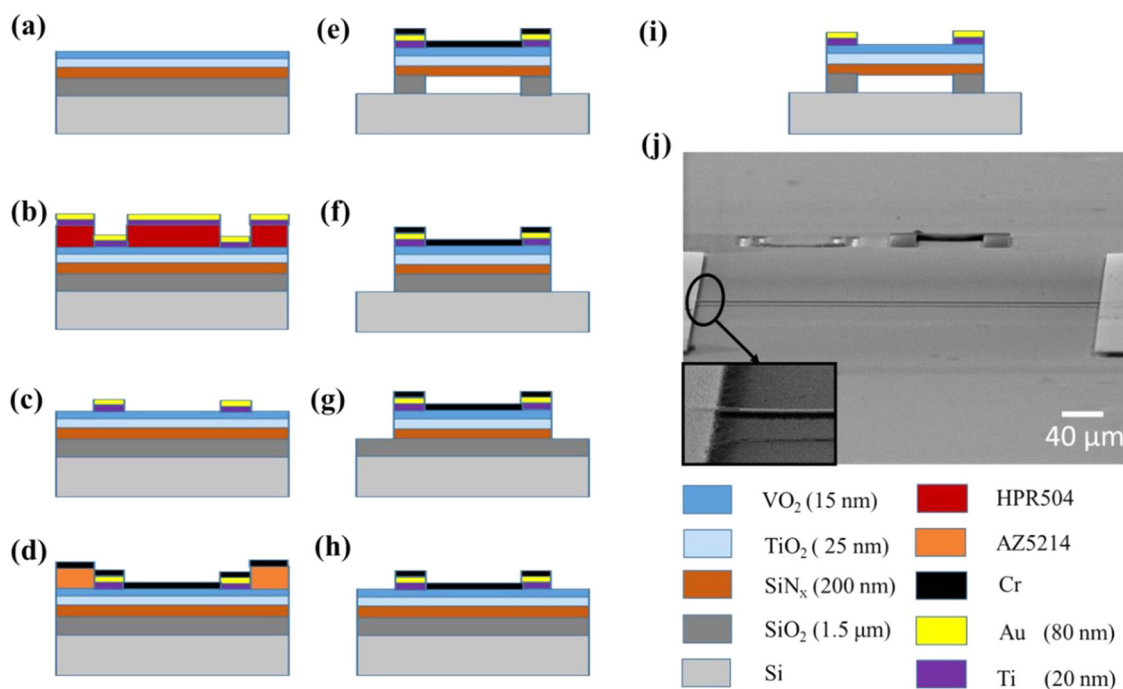 (a)
(e)
(i)
(j)
(b)
(f)
(c)
(g)
40 μm
(d)
(h)
VO₂ (15 nm)
HPR504
TiO₂ ( 25 nm)
AZ5214
SiNₓ (200 nm)
Cr
SiO₂ (1.5 μm)
Au (80 nm)
Si
Ti (20 nm)